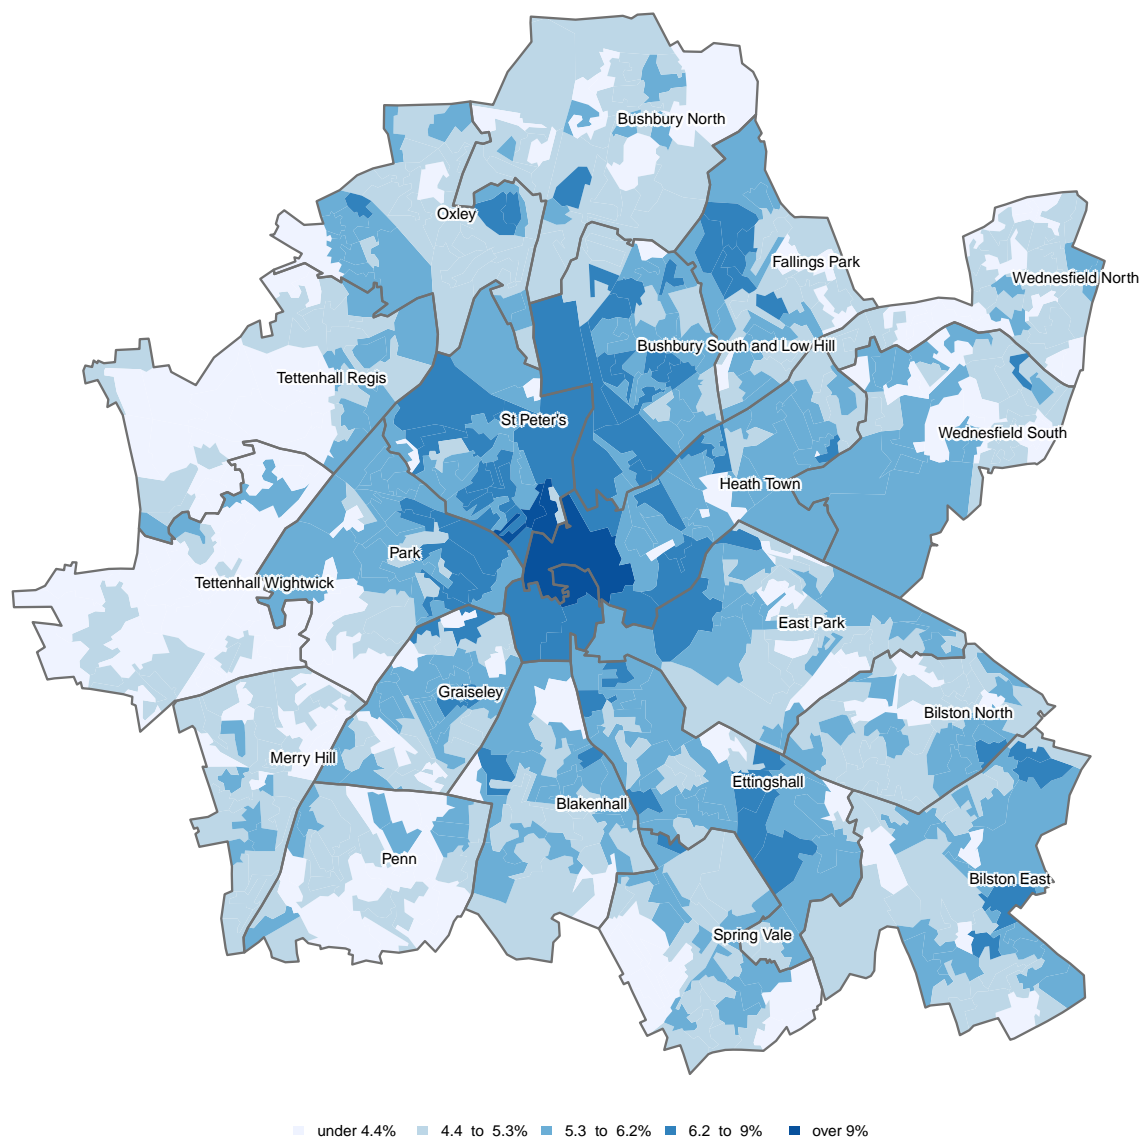 Bushbury North
Oxley
Fallings Park
Wednesfield North
Bushbury South and Low Hill
Tettenhall Regis
St Peter's
Wednesfield South
Heath Town
Park
Tettenhall Wightwick
East Park
Graiseley
Bilston North
Merry Hill
Ettingshall
Blakenhall
Penn
Bilston East
Spring Vale
under 4.4% 4.4 to 5.3% 5.3 to 6.2% 6.2 to 9% over 9%